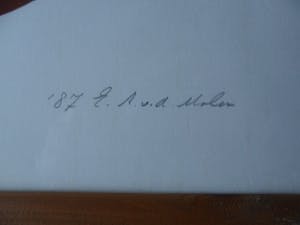 '87 E. A. v. d. Molen